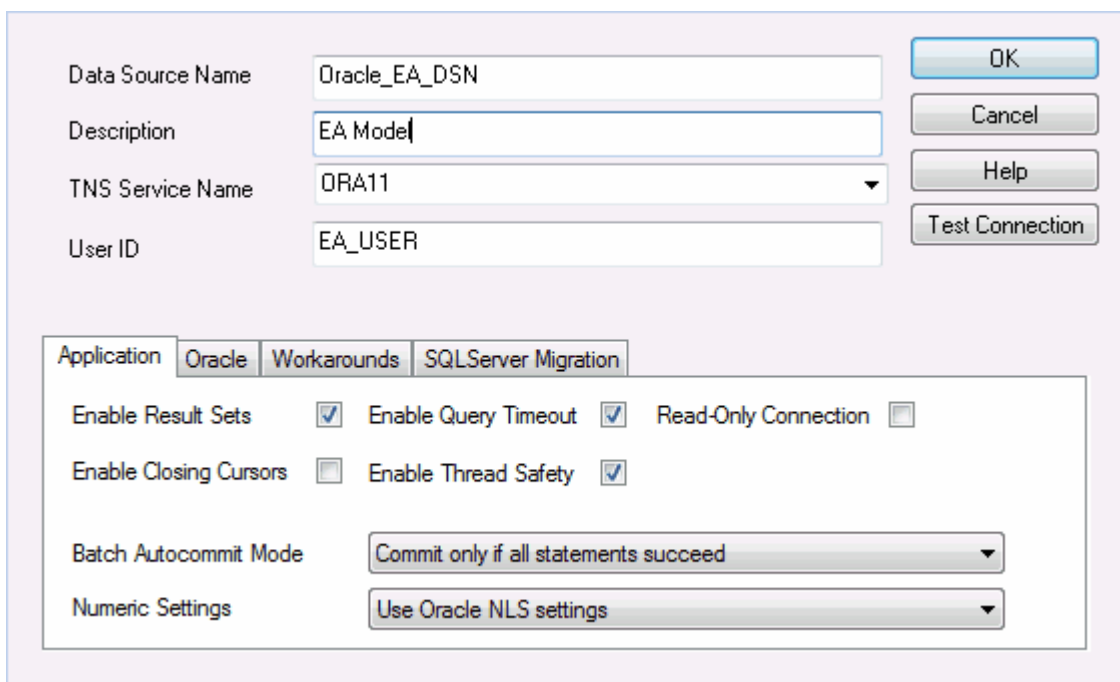 Data Source Name Oracle_EA_DSN OK
Description EA Model Cancel
TNS Service Name ORA11 Help
User ID EA_USER Test Connection
Application Oracle Workarounds SQLServer Migration
Enable Result Sets Enable Query Timeout Read-Only Connection
Enable Closing Cursors Enable Thread Safety
Batch Autocommit Mode Commit only if all statements succeed
Numeric Settings Use Oracle NLS settings